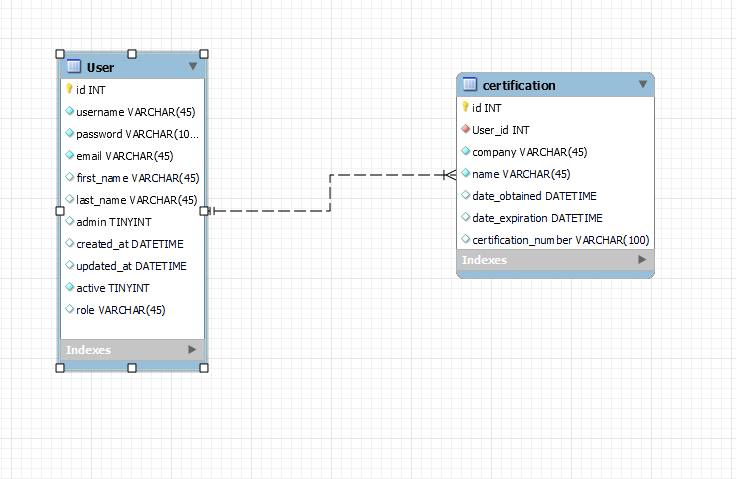 User
id INT
username VARCHAR(45)
password VARCHAR(10...
email VARCHAR(45)
first_name VARCHAR(45)
last_name VARCHAR(45)
admin TINYINT
created_at DATETIME
updated_at DATETIME
active TINYINT
role VARCHAR(45)
Indexes
certification
id INT
User_id INT
company VARCHAR(45)
name VARCHAR(45)
date_obtained DATETIME
date_expiration DATETIME
certification_number VARCHAR(100)
Indexes